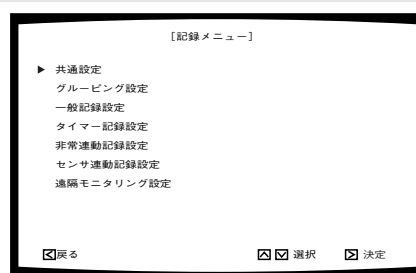 [記録メニュー]
▶ 共通設定
グルーピング設定
一般記録設定
タイマー記録設定
非常連動記録設定
センサ連動記録設定
遠隔モニタリング設定
戻る 選択 決定